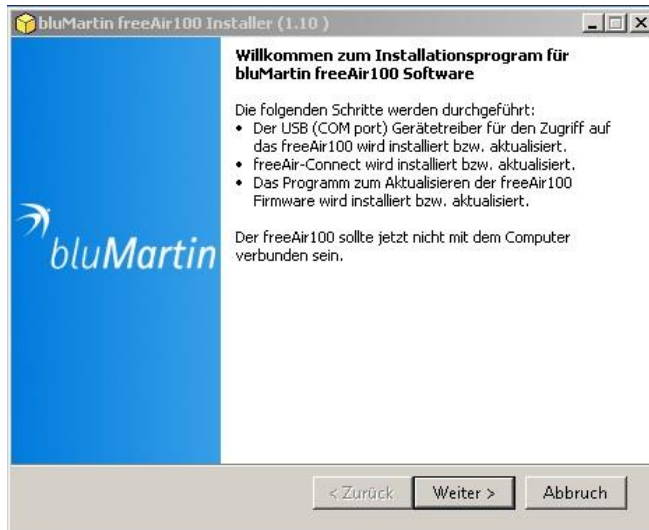 bluMartin freeAir100 Installer (1.10 )
Willkommen zum Installationsprogram für
bluMartin freeAir100 Software
Die folgenden Schritte werden durchgeführt:
• Der USB (COM port) Gerätetreiber für den Zugriff auf
das freeAir100 wird installiert bzw. aktualisiert.
• freeAir-Connect wird installiert bzw. aktualisiert.
• Das Programm zum Aktualisieren der freeAir100
Firmware wird installiert bzw. aktualisiert.
Der freeAir100 sollte jetzt nicht mit dem Computer
verbunden sein.
bluMartin
< Zurück Weiter > Abbruch